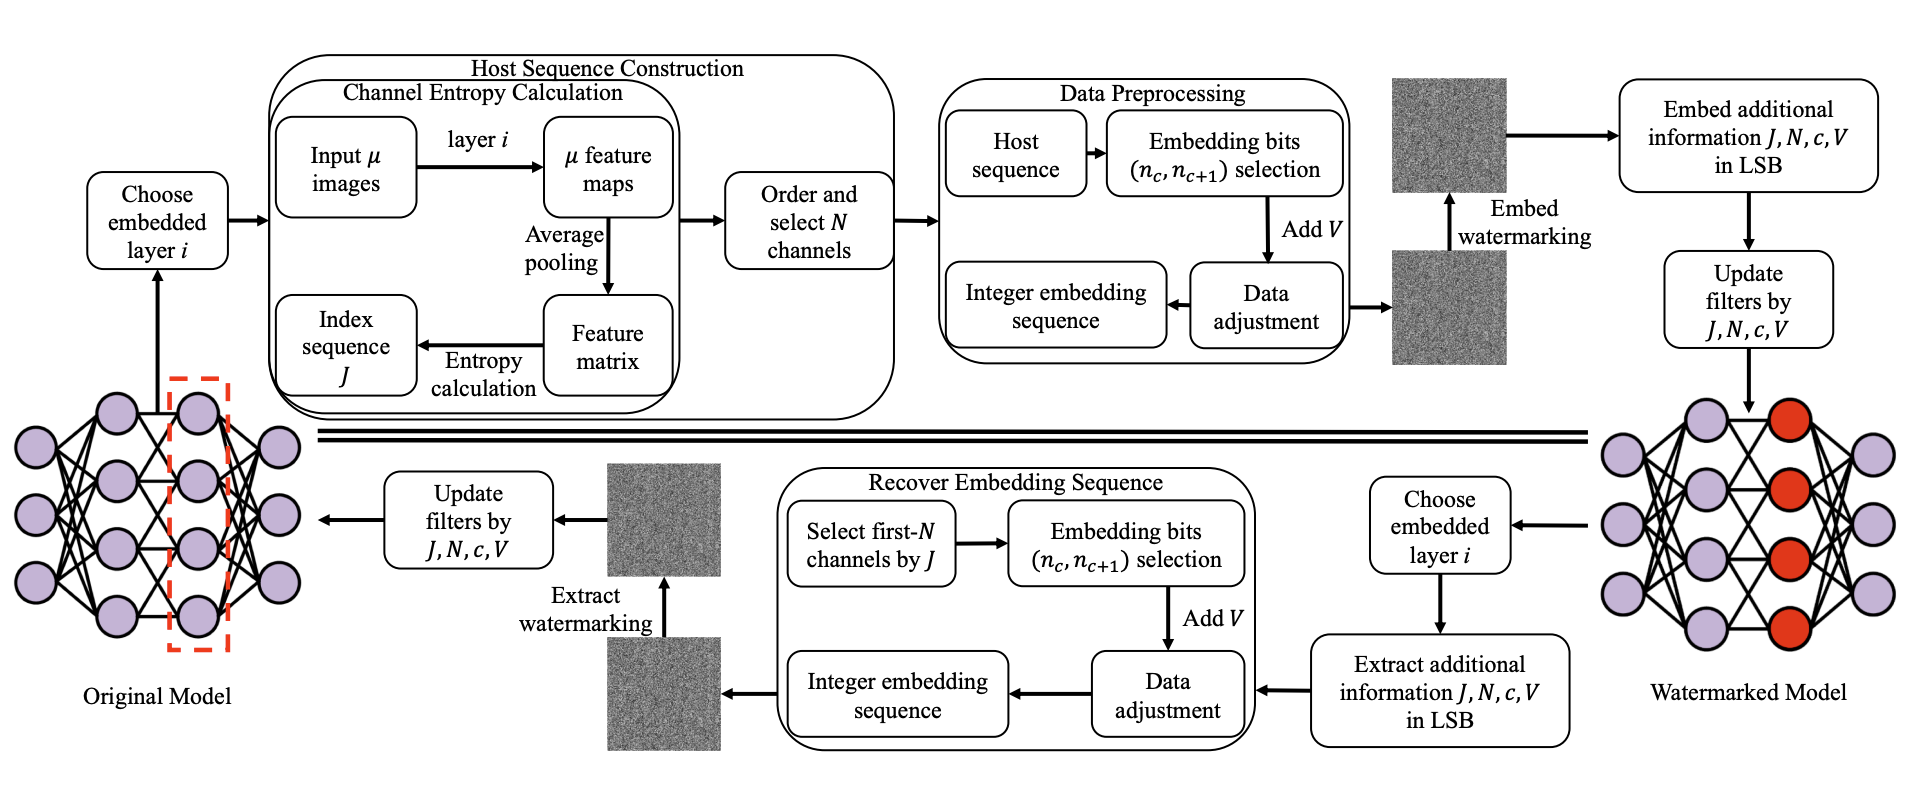 Host Sequence Construction
Channel Entropy Calculation
Input μ
images
layer i
μ feature
maps
Average
pooling
Feature
matrix
Entropy
calculation
Index
sequence
J
Choose
embedded
layer i
Order and
select N
channels
Data Preprocessing
Host
sequence
Embedding bits
(n_c, n_{c+1}) selection
Add V
Data
adjustment
Integer embedding
sequence
Embed
watermarking
Embed additional
information J, N, c, V
in LSB
Update
filters by
J, N, c, V
Original Model
Update
filters by
J, N, c, V
Extract
watermarking
Recover Embedding Sequence
Select first-N
channels by J
Embedding bits
(n_c, n_{c+1}) selection
Add V
Data
adjustment
Integer embedding
sequence
Choose
embedded
layer i
Extract additional
information J, N, c, V
in LSB
Watermarked Model